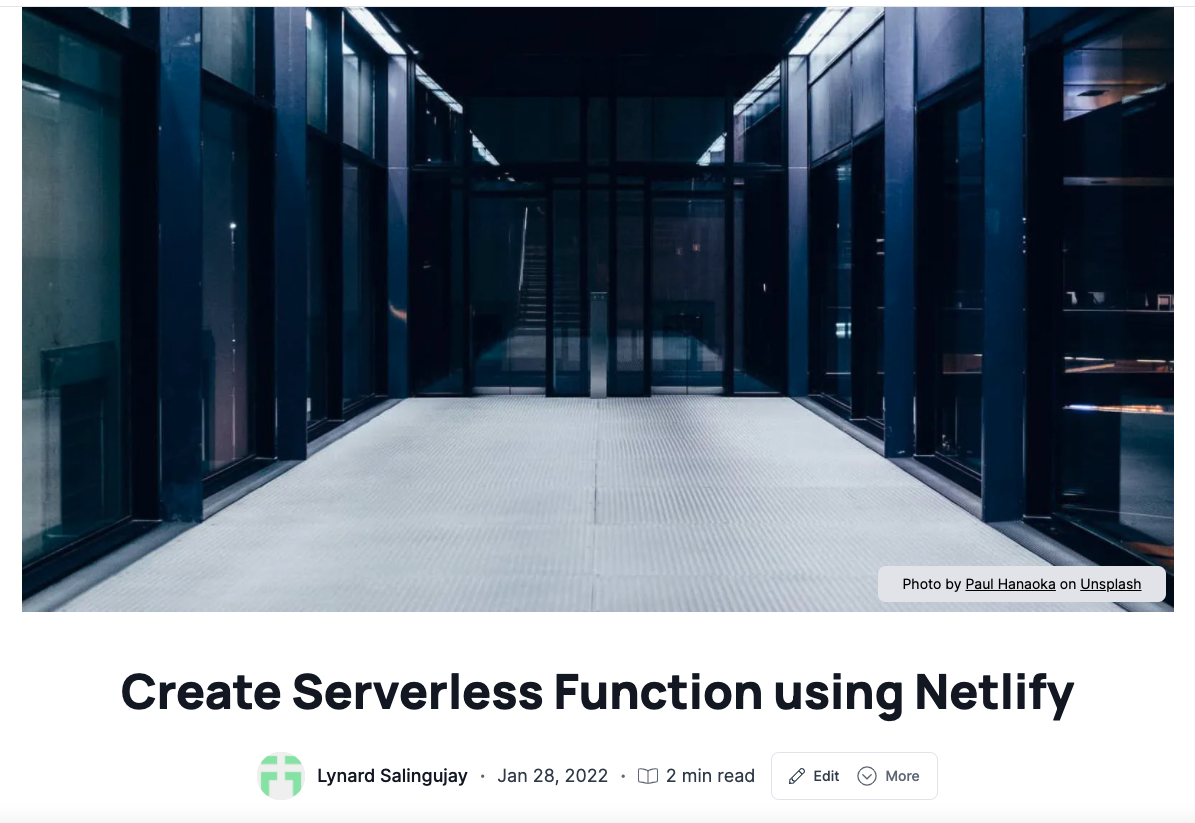 Photo by Paul Hanaoka on Unsplash
Create Serverless Function using Netlify
Lynard Salingujay • Jan 28, 2022 • 2 min read Edit More